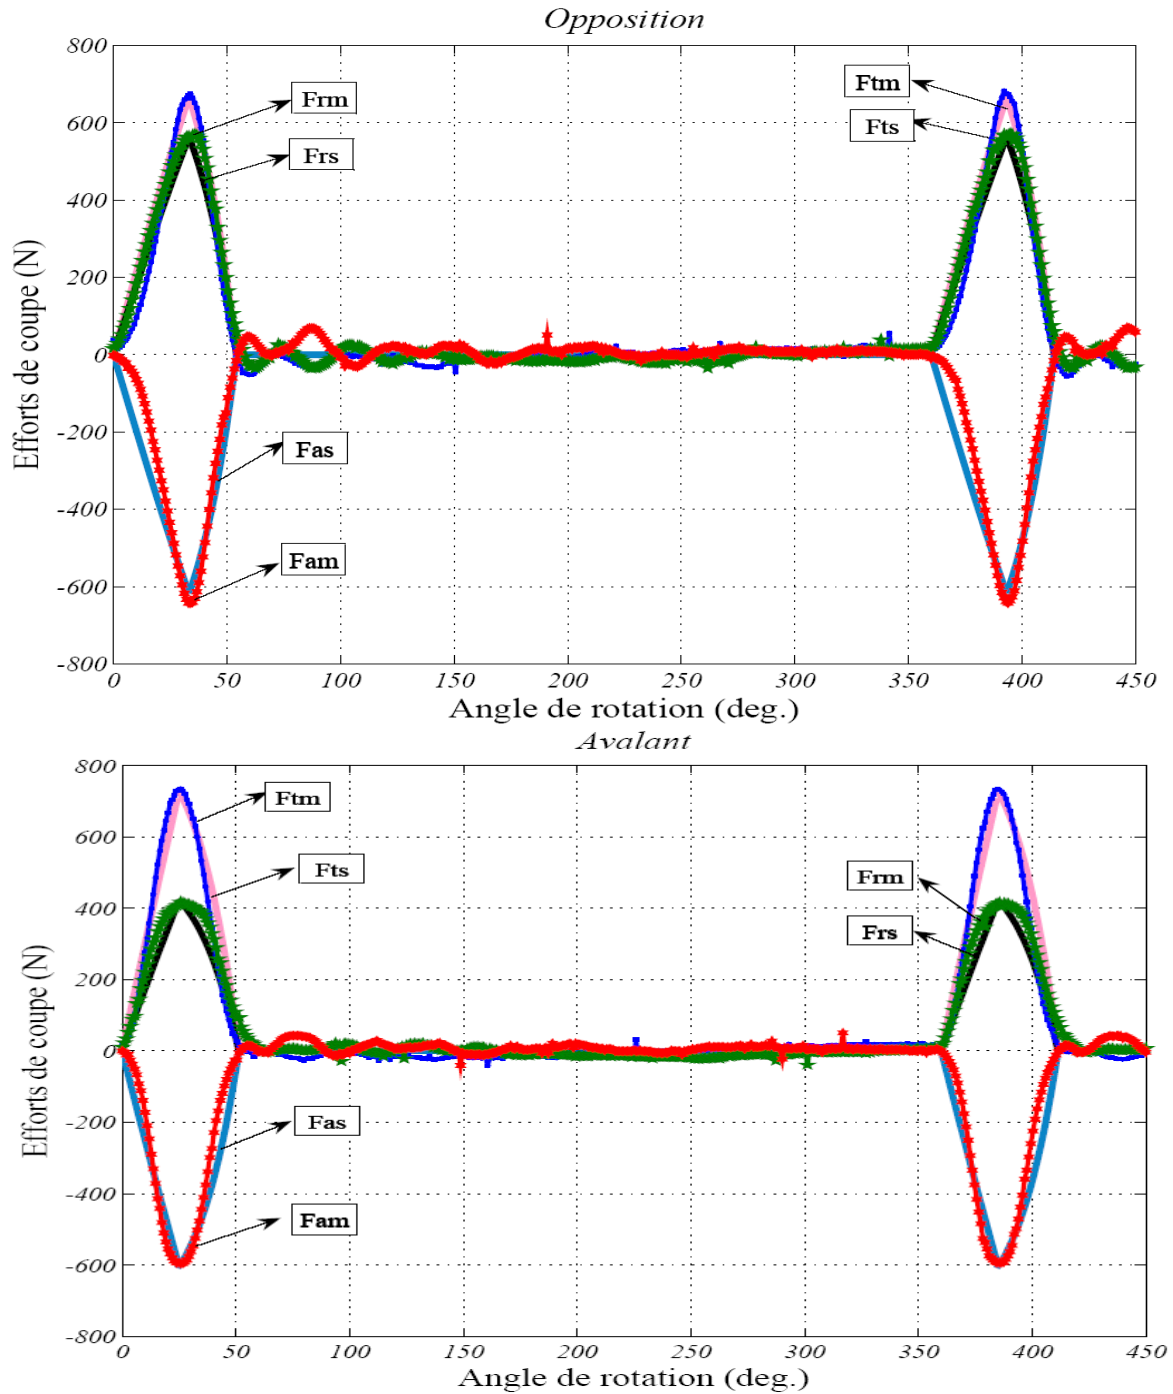 Opposition
800
600
400
200
0
-200
-400
-600
-800
Efforts de coupe (N)
Frm
Frs
Ftm
Fts
Fas
Fam
0 50 100 150 200 250 300 350 400 450
Angle de rotation (deg.)
Avalant
800
600
400
200
0
-200
-400
-600
-800
Efforts de coupe (N)
Ftm
Fts
Frm
Frs
Fas
Fam
0 50 100 150 200 250 300 350 400 450
Angle de rotation (deg.)